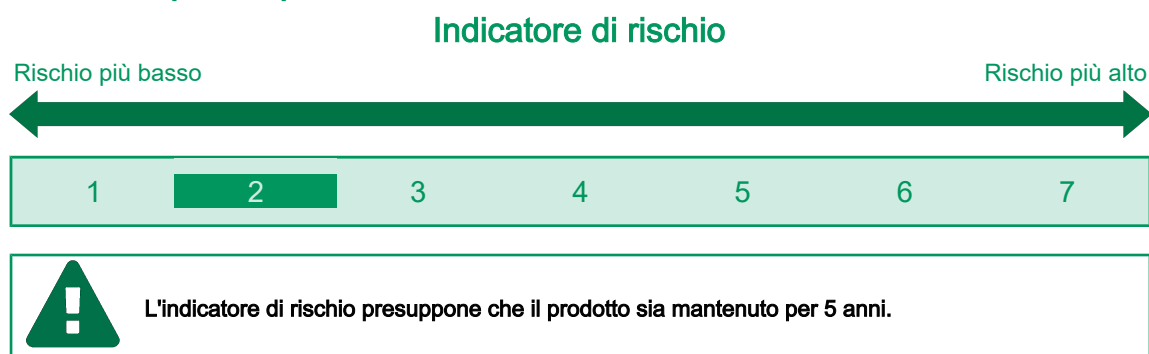 Indicatore di rischio
Rischio più basso
Rischio più alto
1 2 3 4 5 6 7
L'indicatore di rischio presuppone che il prodotto sia mantenuto per 5 anni.